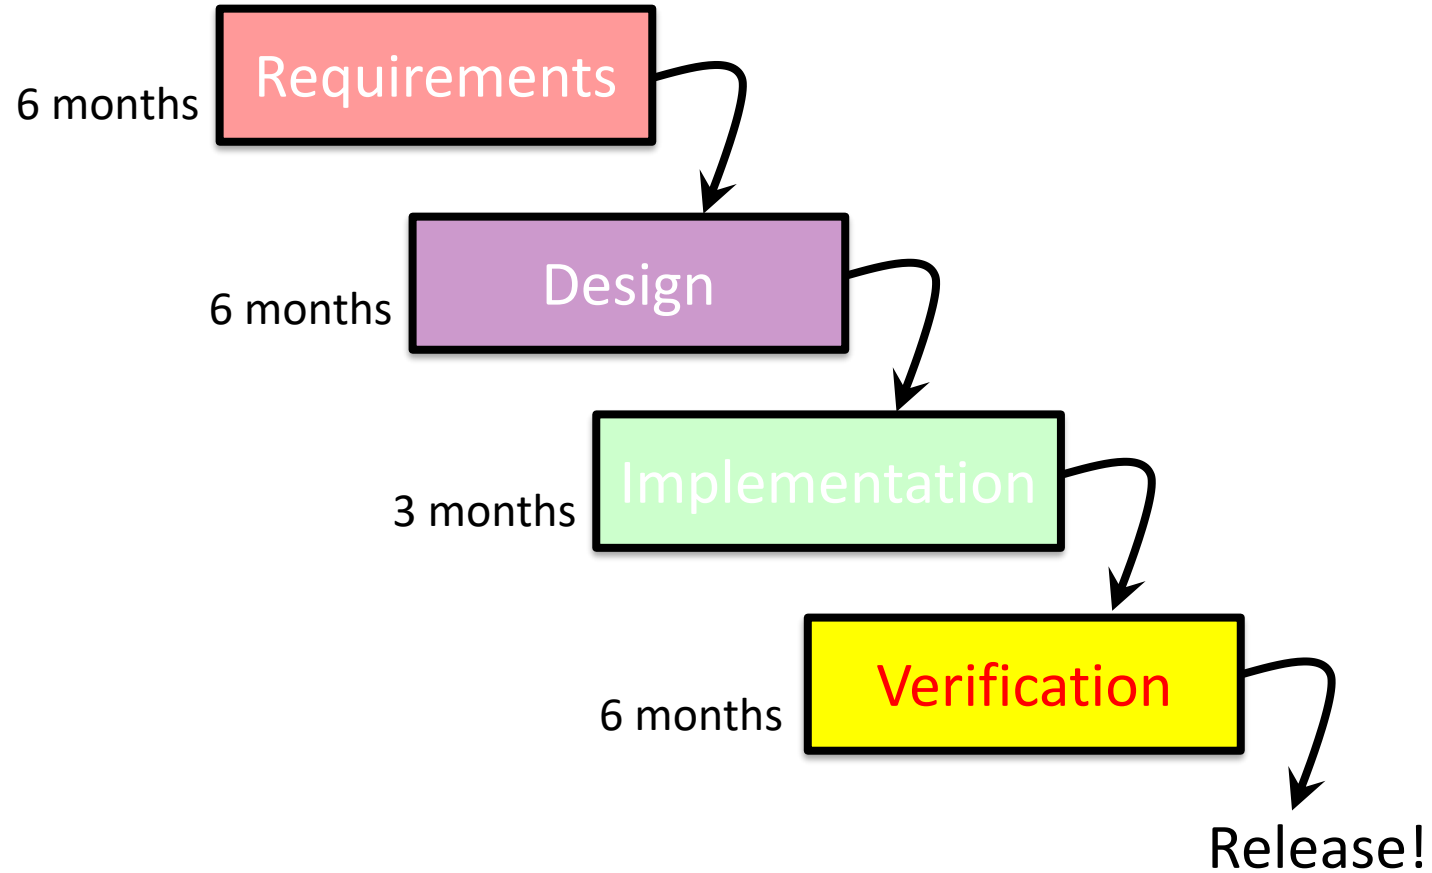 Requirements
6 months
Design
6 months
Implementation
3 months
Verification
6 months
Release!